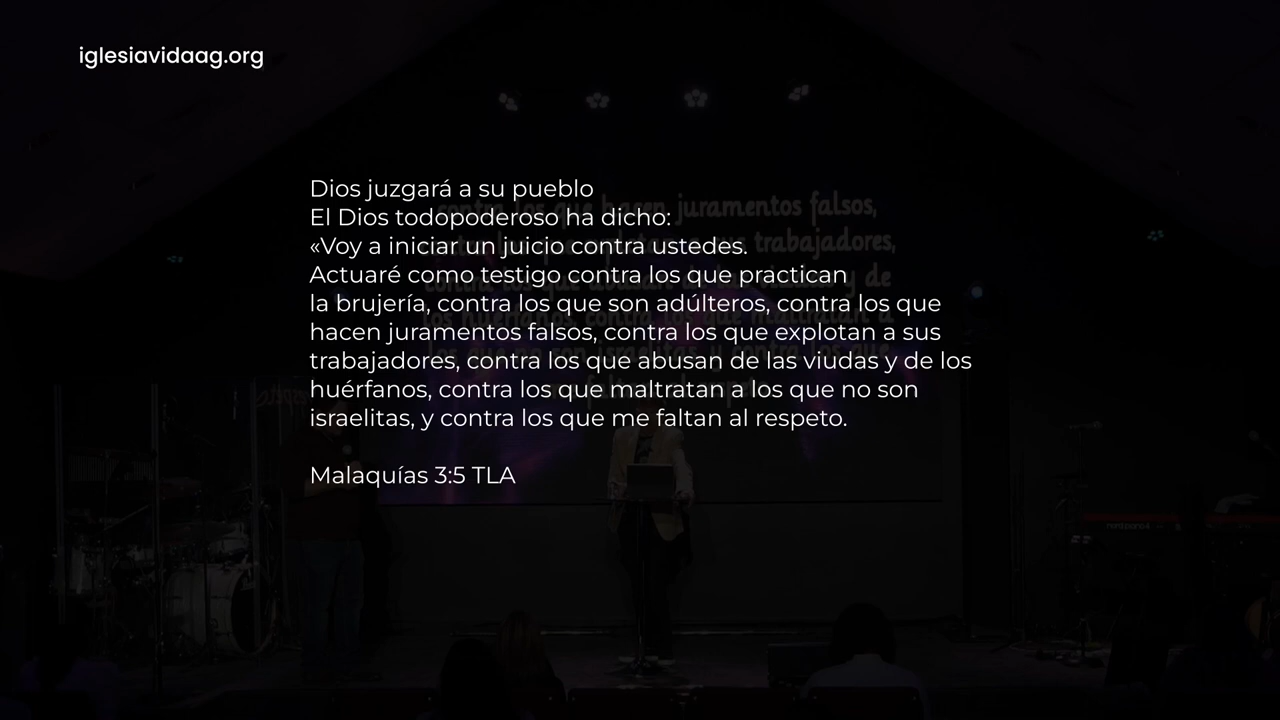 iglesiavidaag.org
Dios juzgará a su pueblo
El Dios todopoderoso ha dicho:
«Voy a iniciar un juicio contra ustedes.
Actuaré como testigo contra los que practican
la brujería, contra los que son adúlteros, contra los que
hacen juramentos falsos, contra los que explotan a sus
trabajadores, contra los que abusan de las viudas y de los
huérfanos, contra los que maltratan a los que no son
israelitas, y contra los que me faltan al respeto.
Malaquías 3:5 TLA
juramentos falsos,
trabajadores,